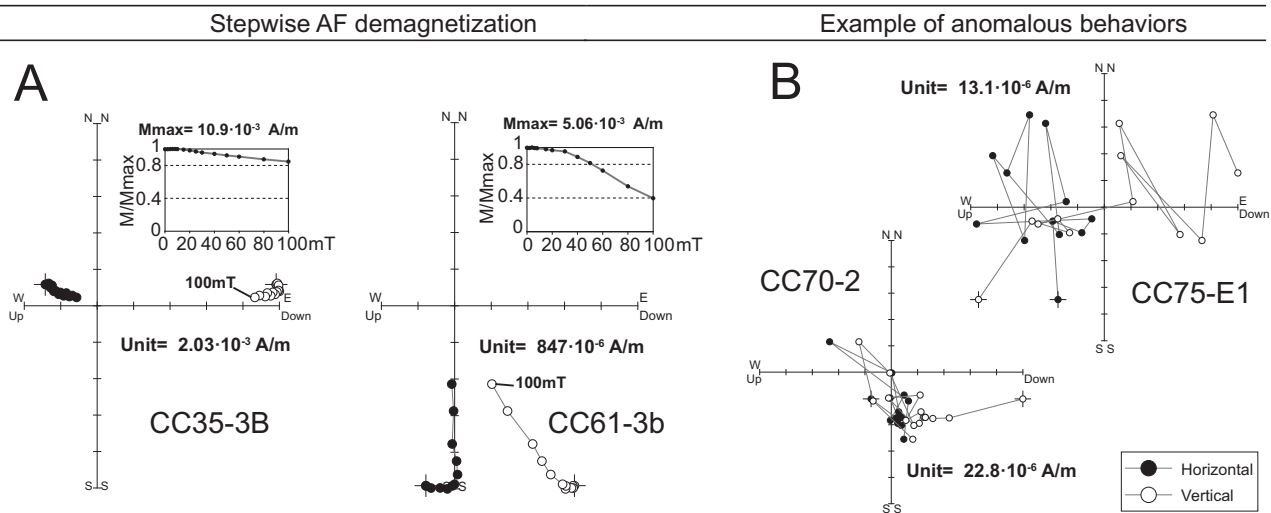 Stepwise AF demagnetization
Example of anomalous behaviors
A
N N
Mmax= 10.9·10-³ A/m
M/Mmax
1
0.8
0.4
0
0 20 40 60 80 100mT
100mT
W
Up
E
Down
Unit= 2.03·10-³ A/m
CC35-3B
S S
N N
Mmax= 5.06·10-³ A/m
M/Mmax
1
0.8
0.4
0
0 20 40 60 80 100mT
W
Up
E
Down
Unit= 847·10-⁶ A/m
100mT
CC61-3b
S S
B
N N
Unit= 13.1·10-⁶ A/m
W
Up
E
Down
CC75-E1
S S
N N
CC70-2
W
Up
Down
Unit= 22.8·10-⁶ A/m
S S
Horizontal
Vertical